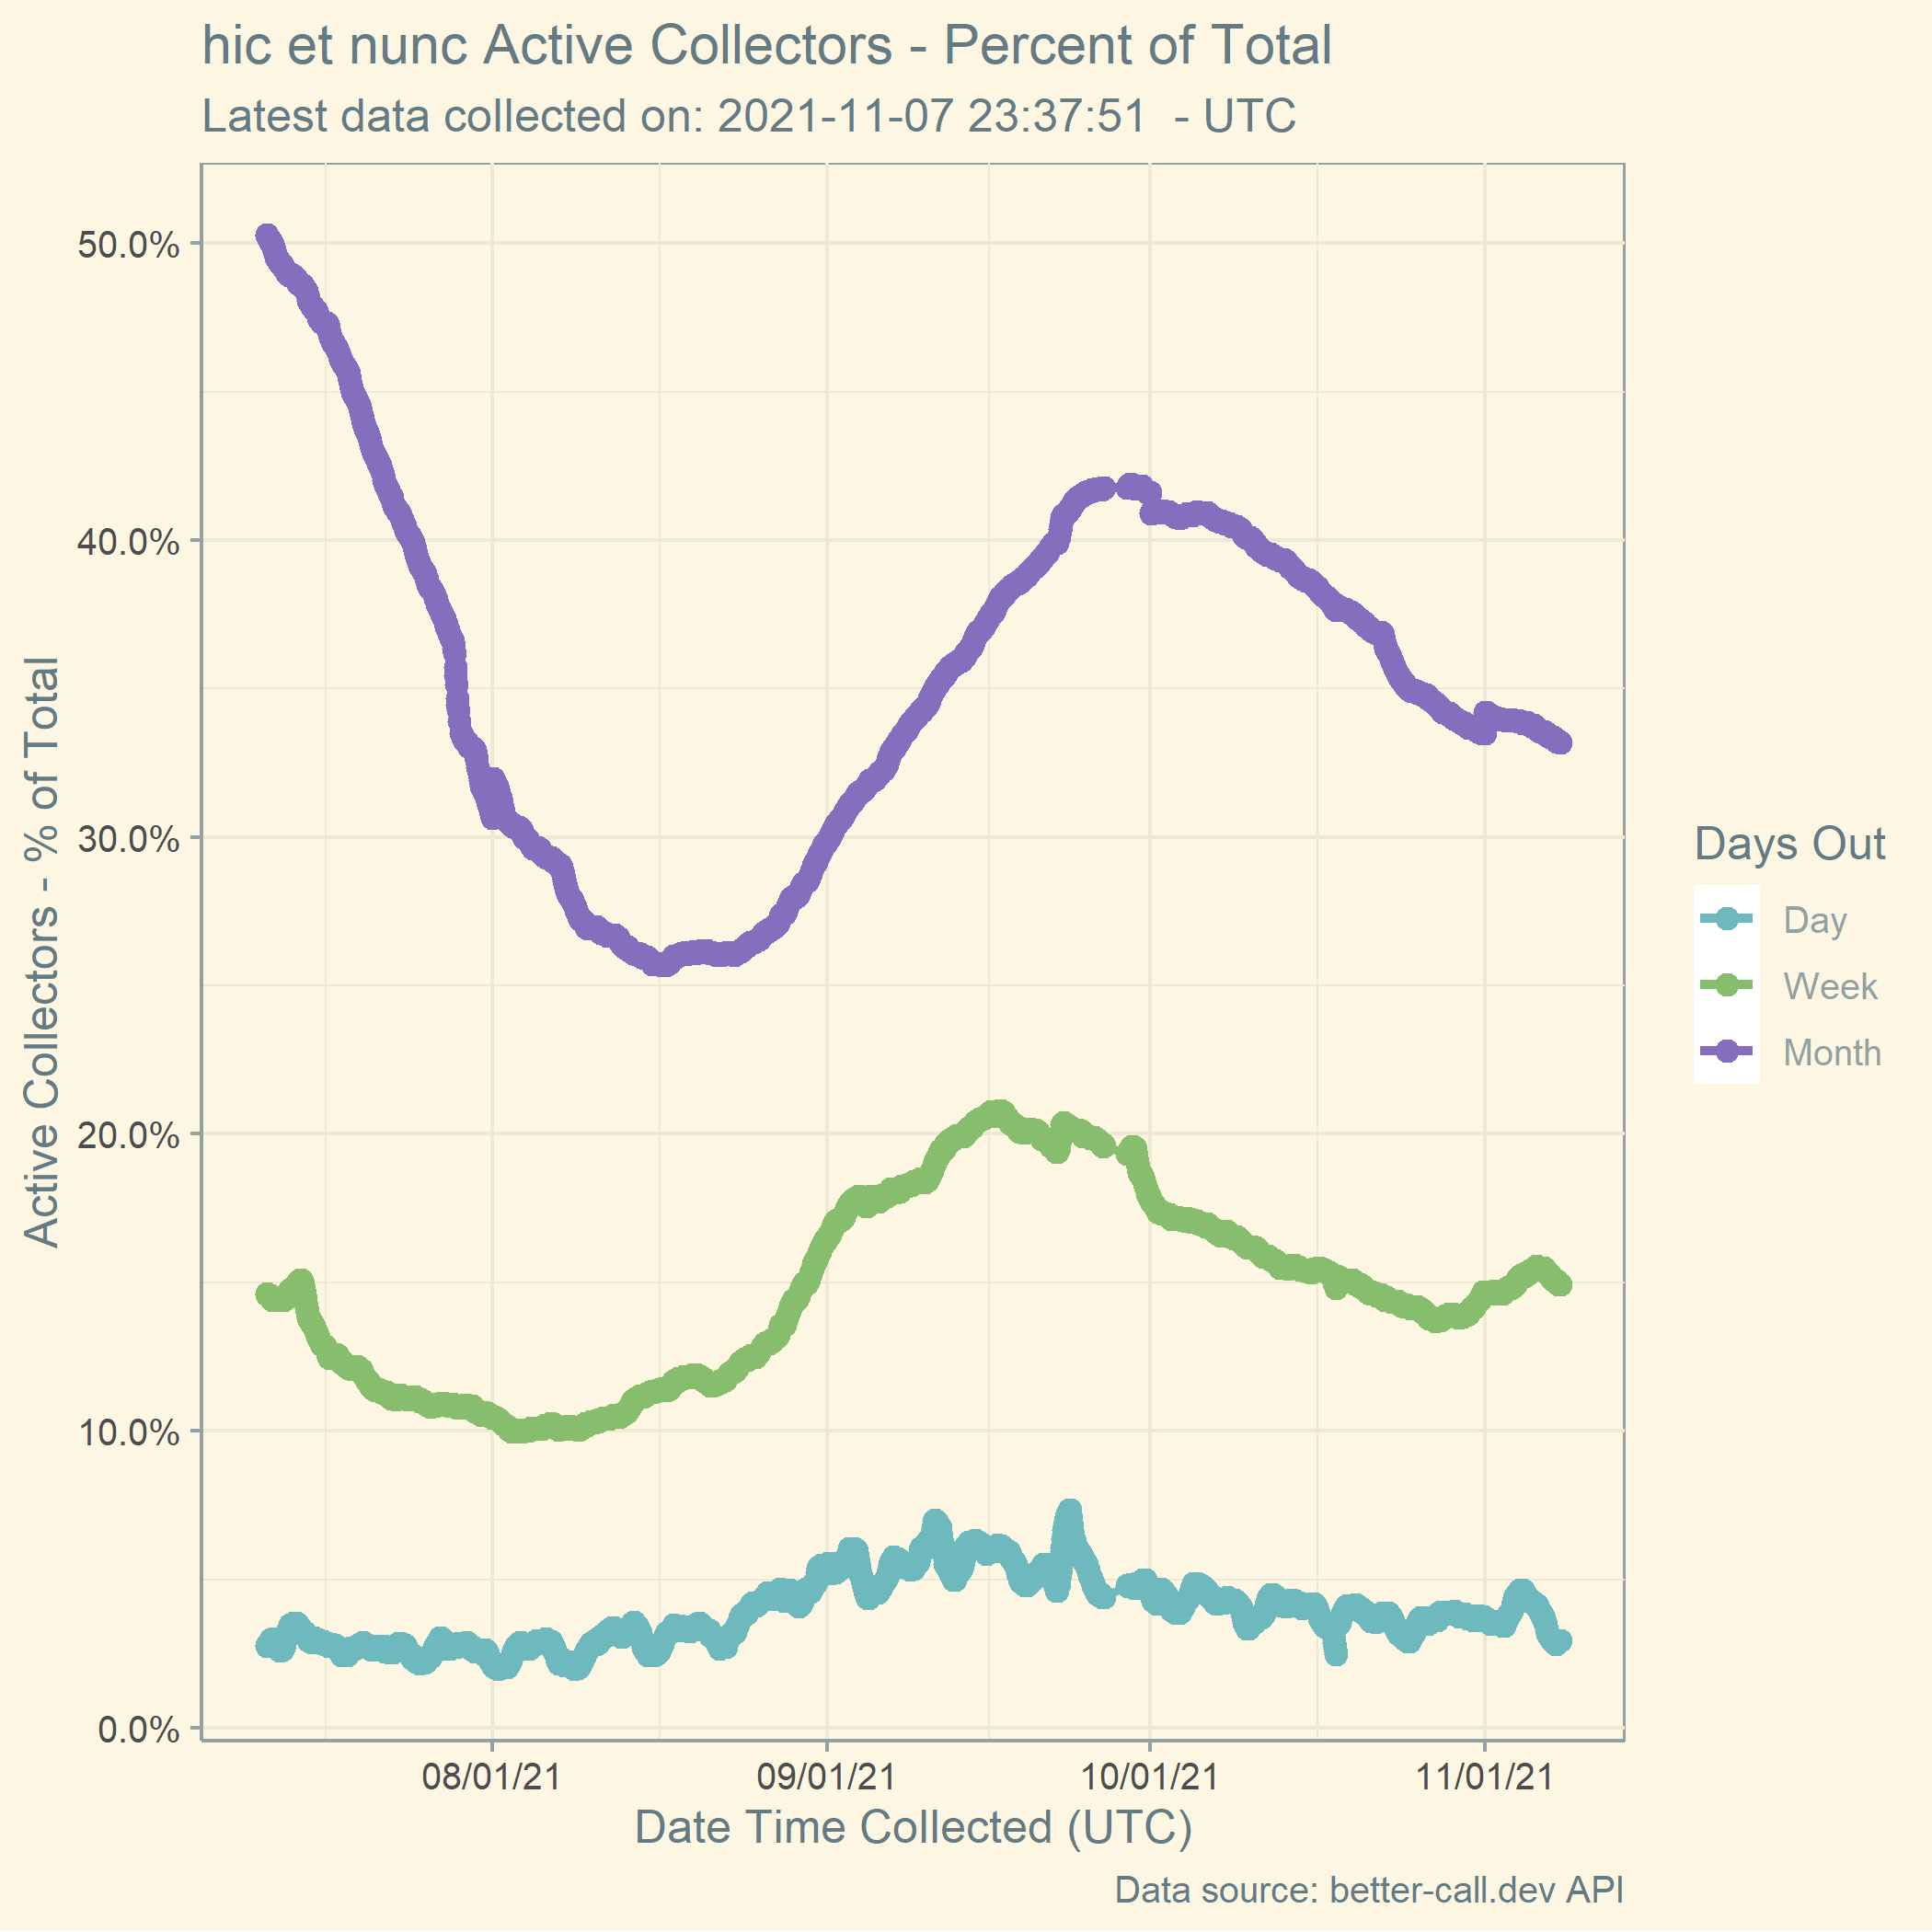 hic et nunc Active Collectors - Percent of Total
Latest data collected on: 2021-11-07 23:37:51  - UTC
Active Collectors - % of Total
50.0%
40.0%
30.0%
20.0%
10.0%
0.0%
08/01/21
09/01/21
10/01/21
11/01/21
Date Time Collected (UTC)
Days Out
Day
Week
Month
Data source: better-call.dev API